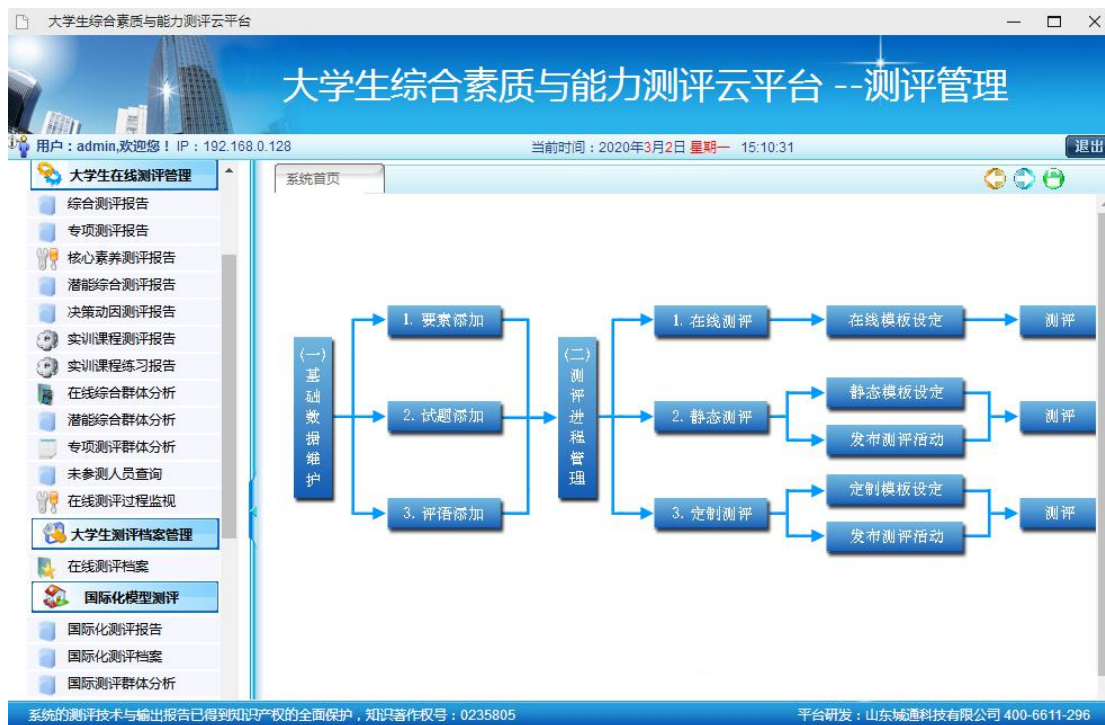 大学生综合素质与能力测评云平台
大学生综合素质与能力测评云平台 --测评管理
用户：admin,欢迎您！ IP：192.168.0.128
当前时间：2020年3月2日 星期一 15:10:31
退出
大学生在线测评管理
综合测评报告
专项测评报告
核心素养测评报告
潜能综合测评报告
决策动因测评报告
实训课程测评报告
实训课程练习报告
在线综合群体分析
潜能综合群体分析
专项测评群体分析
未参测人员查询
在线测评过程监视
大学生测评档案管理
在线测评档案
国际化模型测评
国际化测评报告
国际化测评档案
国际测评群体分析
系统首页
(一)基础数据维护
1. 要素添加
2. 试题添加
3. 评语添加
(二)测评进程管理
1. 在线测评
在线模板设定
测评
2. 静态测评
静态模板设定
发布测评活动
测评
3. 定制测评
定制模板设定
发布测评活动
测评
系统的测评技术与输出报告已得到知识产权的全面保护，知识著作权号：0235805
平台研发：山东城通科技有限公司 400-6611-296